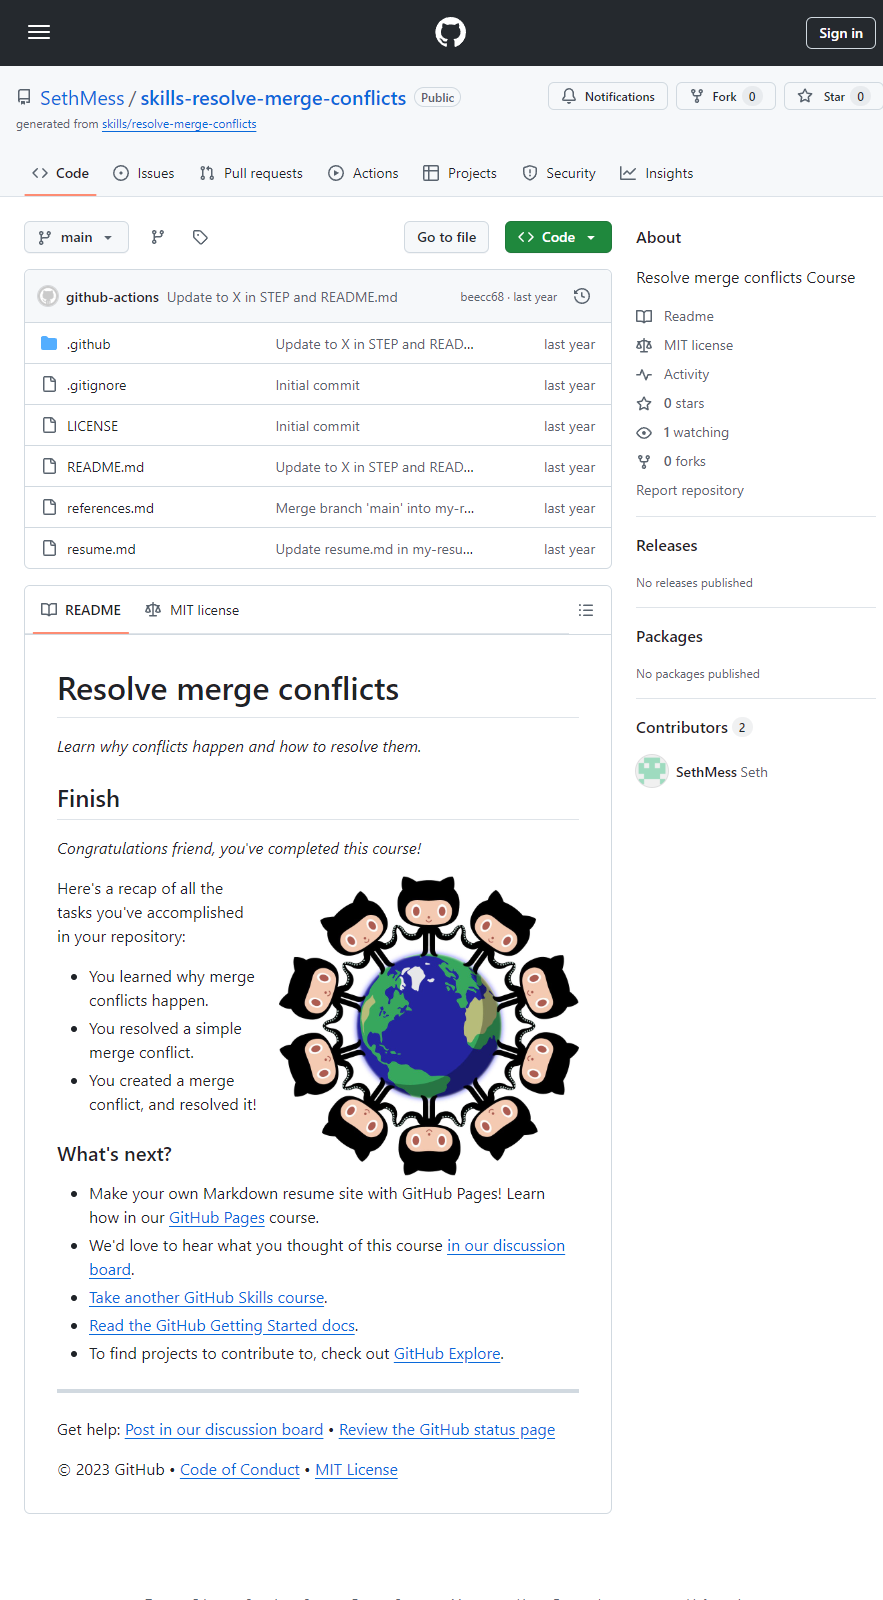 Sign in
SethMess / skills-resolve-merge-conflicts Public
Notifications Fork 0 Star 0
generated from skills/resolve-merge-conflicts
Code Issues Pull requests Actions Projects Security Insights
main Go to file Code
github-actions Update to X in STEP and README.md beecc68 · last year
.github Update to X in STEP and READ... last year
.gitignore Initial commit last year
LICENSE Initial commit last year
README.md Update to X in STEP and READ... last year
references.md Merge branch 'main' into my-r... last year
resume.md Update resume.md in my-resu... last year
README MIT license
Resolve merge conflicts
Learn why conflicts happen and how to resolve them.
Finish
Congratulations friend, you've completed this course!
Here's a recap of all the
tasks you've accomplished
in your repository:
• You learned why merge
conflicts happen.
• You resolved a simple
merge conflict.
• You created a merge
conflict, and resolved it!
What's next?
• Make your own Markdown resume site with GitHub Pages! Learn
how in our GitHub Pages course.
• We'd love to hear what you thought of this course in our discussion
board.
• Take another GitHub Skills course.
• Read the GitHub Getting Started docs.
• To find projects to contribute to, check out GitHub Explore.
Get help: Post in our discussion board • Review the GitHub status page
© 2023 GitHub • Code of Conduct • MIT License
About
Resolve merge conflicts Course
Readme
MIT license
Activity
0 stars
1 watching
0 forks
Report repository
Releases
No releases published
Packages
No packages published
Contributors 2
SethMess Seth